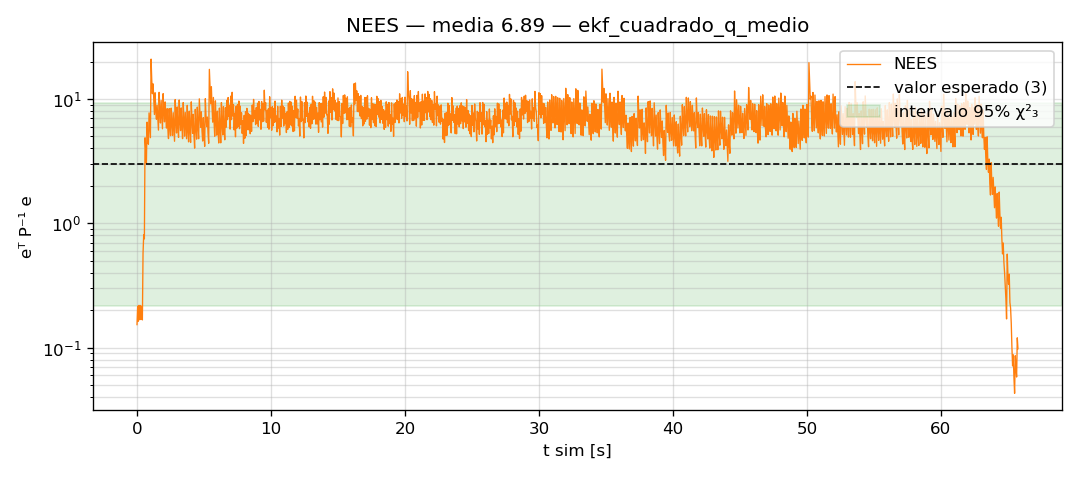 NEES — media 6.89 — ekf_cuadrado_q_medio
NEES
valor esperado (3)
intervalo 95% χ²₃
10¹
10⁰
10⁻¹
eᵀ P⁻¹ e
0 10 20 30 40 50 60
t sim [s]